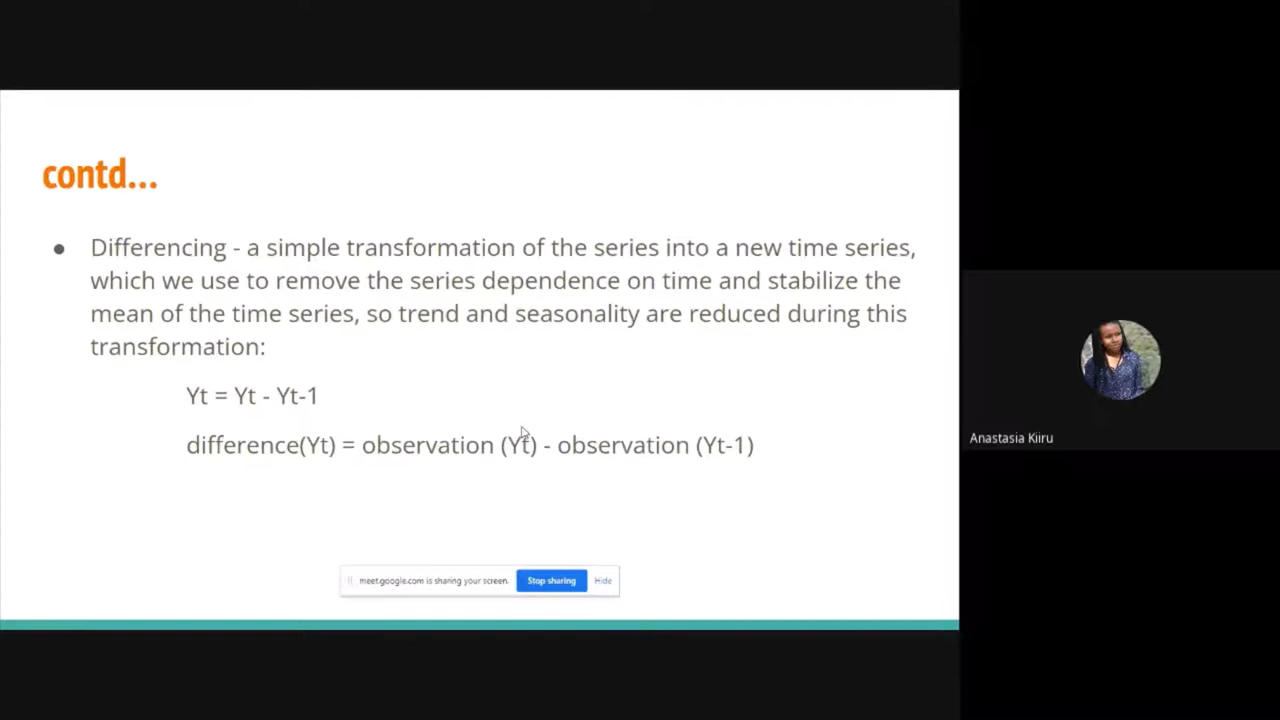 contd...
● Differencing - a simple transformation of the series into a new time series,
which we use to remove the series dependence on time and stabilize the
mean of the time series, so trend and seasonality are reduced during this
transformation:
Yt = Yt - Yt-1
difference(Yt) = observation (Yt) - observation (Yt-1)
meet.google.com is sharing your screen. Stop sharing Hide
Anastasia Kiiru